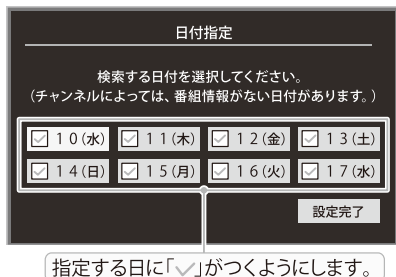 日付指定
検索する日付を選択してください。
（チャンネルによっては、番組情報がない日付があります。）
✓ 10(水) ✓ 11(木) ✓ 12(金) ✓ 13(土)
✓ 14(日) ✓ 15(月) ✓ 16(火) ✓ 17(水)
設定完了
指定する日に「✓」がつくようにします。